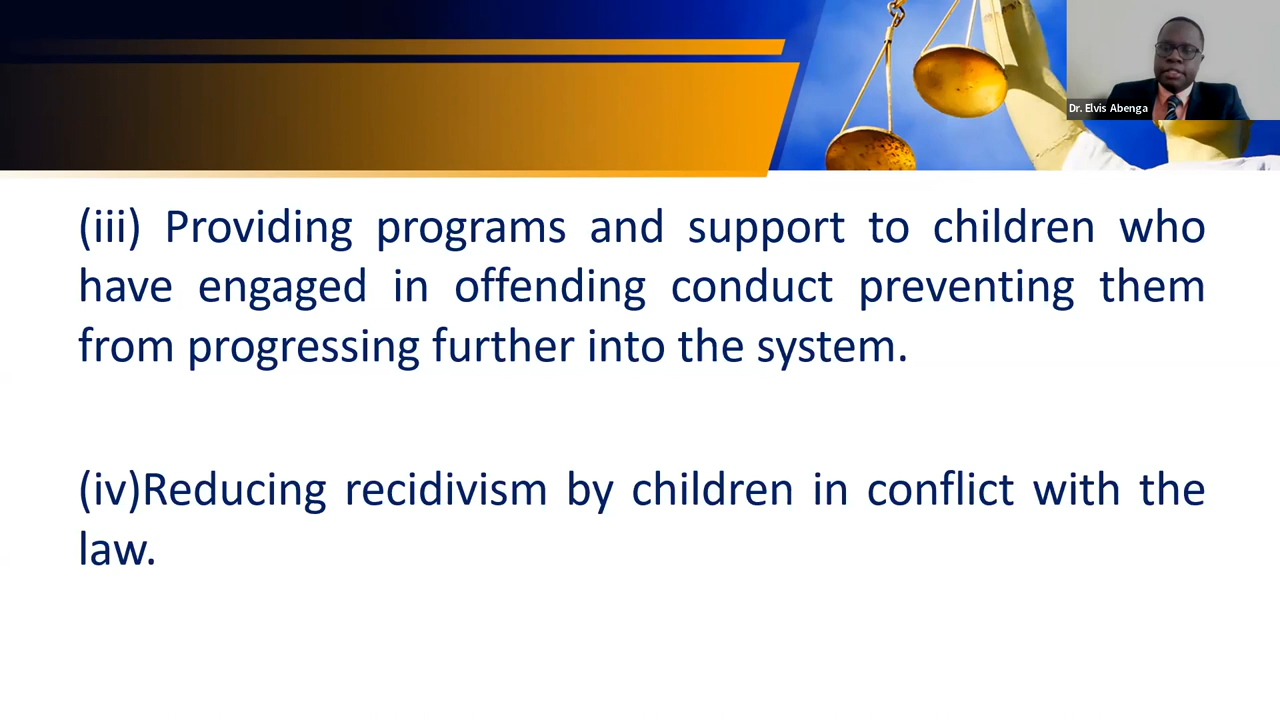 Dr. Elvis Abenga
(iii) Providing programs and support to children who
have engaged in offending conduct preventing them
from progressing further into the system.
(iv)Reducing recidivism by children in conflict with the
law.